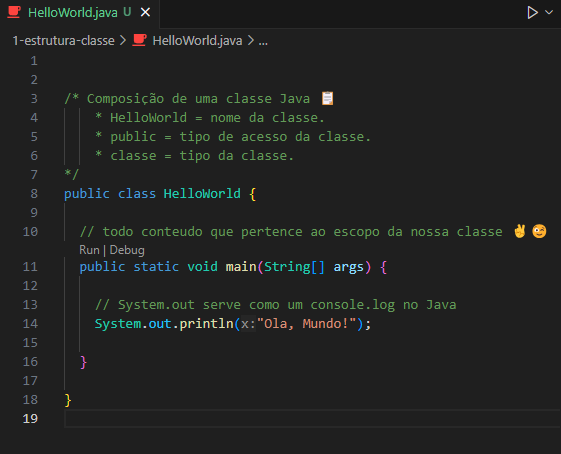 HelloWorld.java U ×
1-estrutura-classe > HelloWorld.java > ...
1
2
3 /* Composição de uma classe Java 📋
4 * HelloWorld = nome da classe.
5 * public = tipo de acesso da classe.
6 * classe = tipo da classe.
7 */
8 public class HelloWorld {
9
10 // todo conteudo que pertence ao escopo da nossa classe ✌😉
Run | Debug
11 public static void main(String[] args) {
12
13 // System.out serve como um console.log no Java
14 System.out.println(x:"Ola, Mundo!");
15
16 }
17
18 }
19